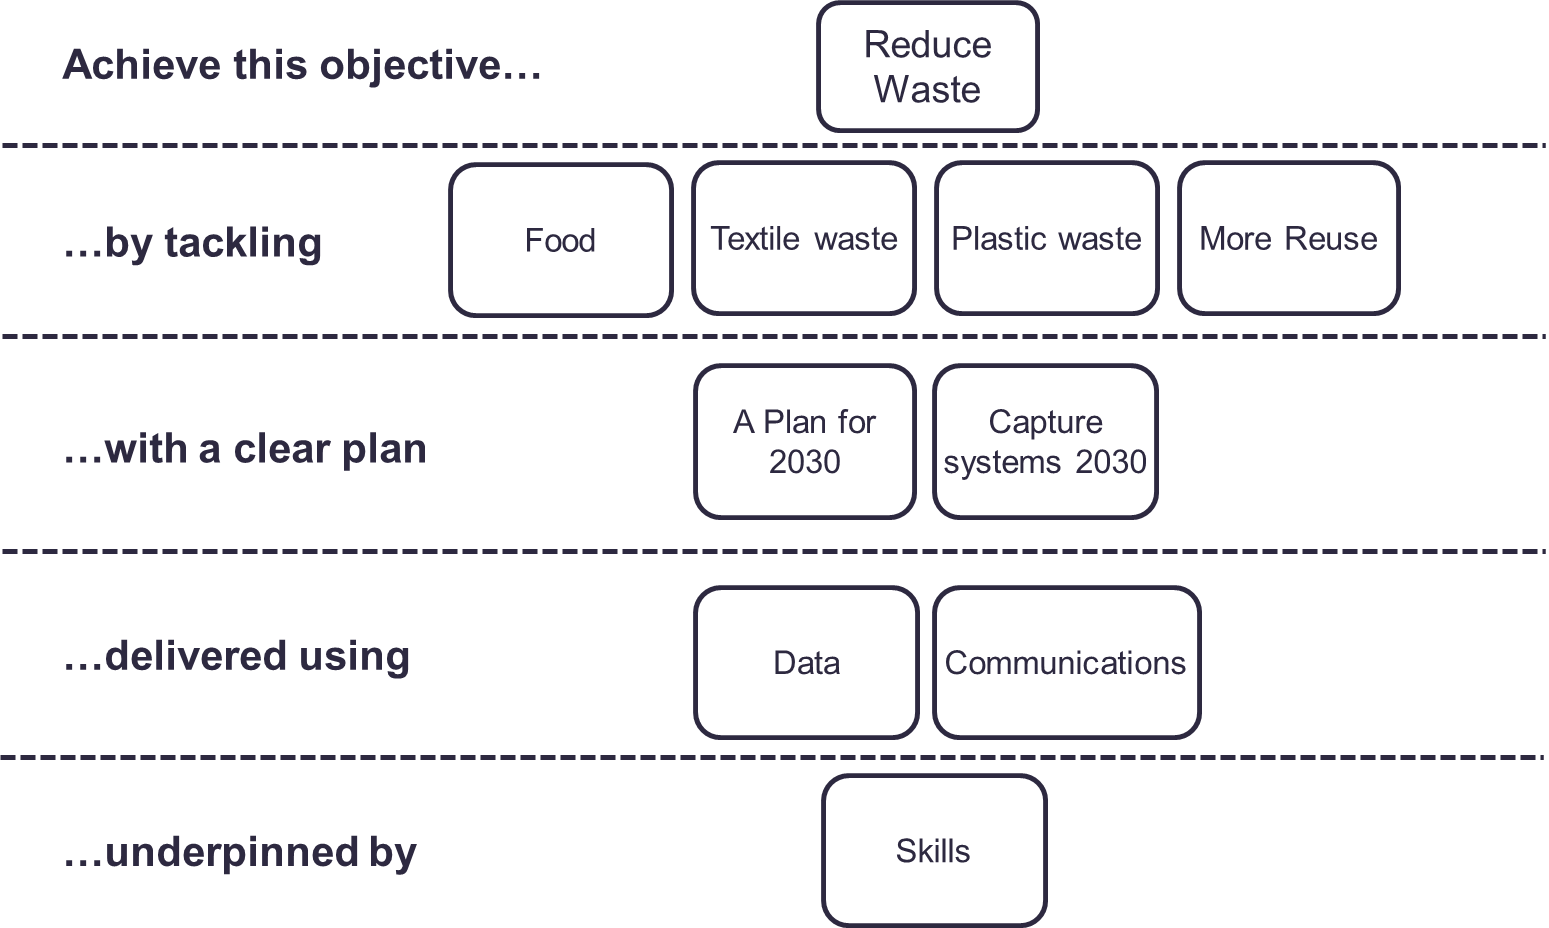 Achieve this objective…
Reduce
Waste
…by tackling
Food
Textile waste
Plastic waste
More Reuse
…with a clear plan
A Plan for
2030
Capture
systems 2030
…delivered using
Data
Communications
…underpinned by
Skills